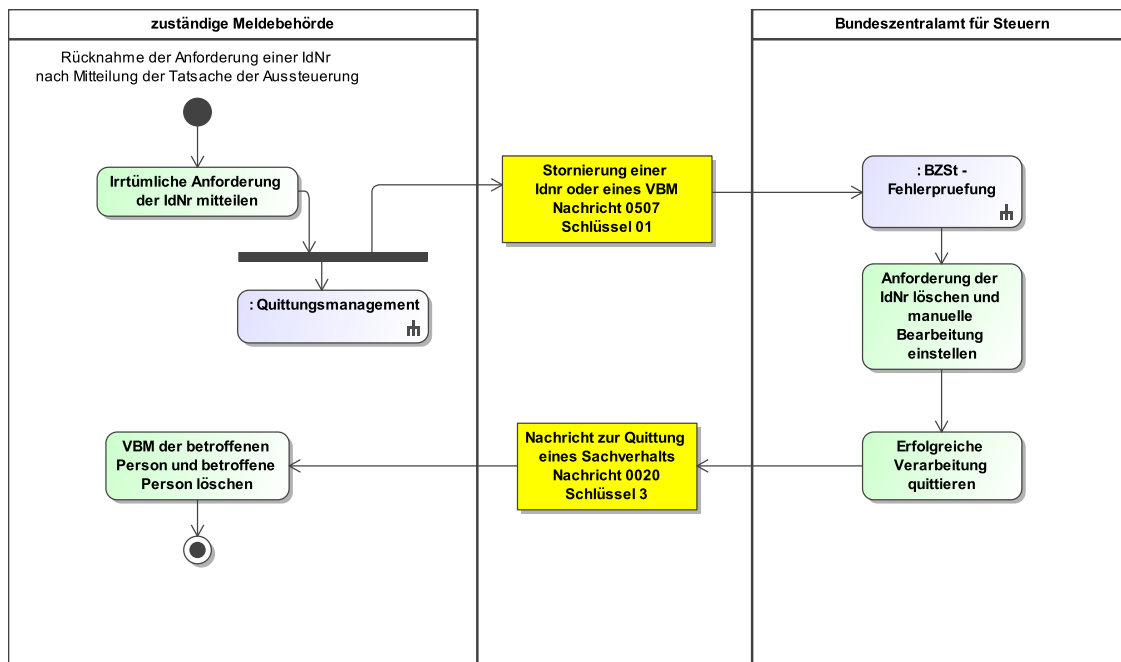 zuständige Meldebehörde
Bundeszentralamt für Steuern
Rücknahme der Anforderung einer IdNr
nach Mitteilung der Tatsache der Aussteuerung
Irrtümliche Anforderung
der IdNr mitteilen
Stornierung einer
Idnr oder eines VBM
Nachricht 0507
Schlüssel 01
: BZSt -
Fehlerpruefung
: Quittungsmanagement
Anforderung der
IdNr löschen und
manuelle
Bearbeitung
einstellen
VBM der betroffenen
Person und betroffene
Person löschen
Nachricht zur Quittung
eines Sachverhalts
Nachricht 0020
Schlüssel 3
Erfolgreiche
Verarbeitung
quittieren